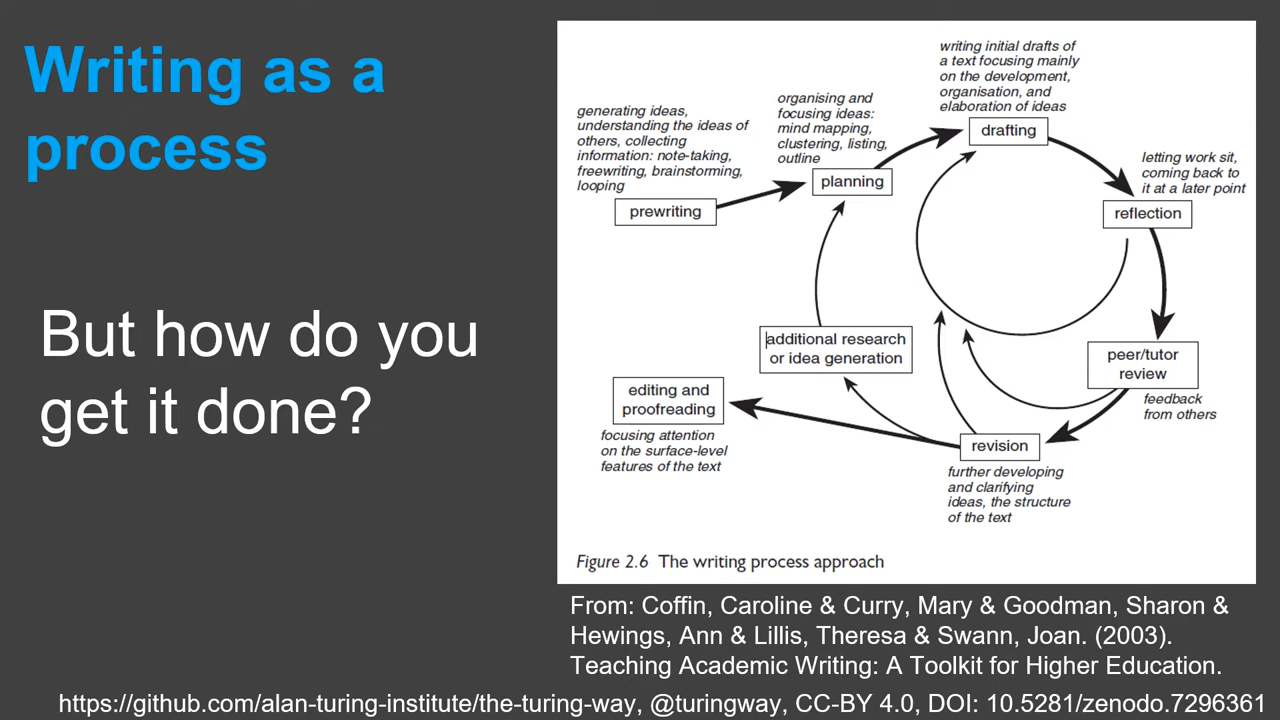 Writing as a
process
But how do you
get it done?
writing initial drafts of
a text focusing mainly
on the development,
organisation, and
elaboration of ideas
drafting
organising and
focusing ideas:
mind mapping,
clustering, listing,
outline
planning
generating ideas,
understanding the ideas of
others, collecting
information: note-taking,
freewriting, brainstorming,
looping
prewriting
letting work sit,
coming back to
it at a later point
reflection
additional research
or idea generation
peer/tutor
review
feedback
from others
editing and
proofreading
focusing attention
on the surface-level
features of the text
revision
further developing
and clarifying
ideas, the structure
of the text
Figure 2.6 The writing process approach
From: Coffin, Caroline & Curry, Mary & Goodman, Sharon &
Hewings, Ann & Lillis, Theresa & Swann, Joan. (2003).
Teaching Academic Writing: A Toolkit for Higher Education.
https://github.com/alan-turing-institute/the-turing-way, @turingway, CC-BY 4.0, DOI: 10.5281/zenodo.7296361